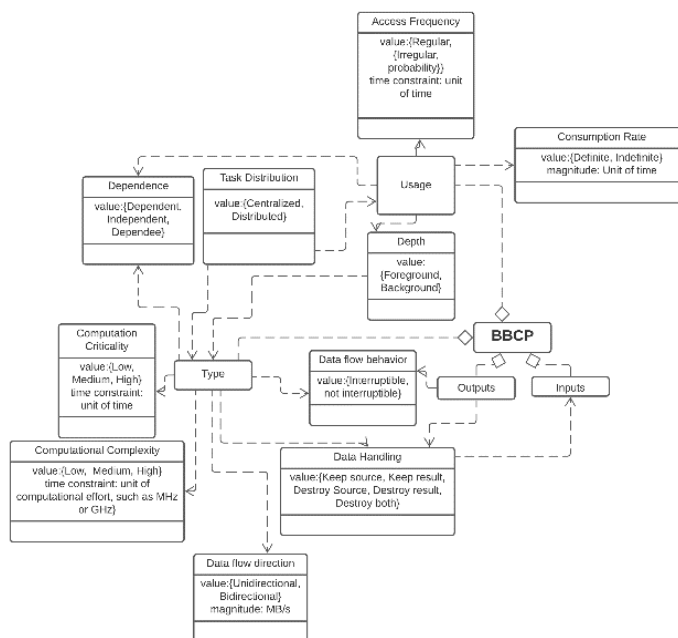 Access Frequency
value:{Regular,
{Irregular,
probability}}
time constraint: unit
of time
Consumption Rate
value:{Definite, Indefinite}
magnitude: Unit of time
Usage
Dependence
value:{Dependent,
Independent,
Dependee}
Task Distribution
value:{Centralized,
Distributed}
Depth
value:
{Foreground,
Background}
BBCP
Computation
Criticality
value:{Low,
Medium, High}
time constraint:
unit of time
Type
Data flow behavior
value:{Interruptible,
not interruptible}
Outputs
Inputs
Computational Complexity
value:{Low, Medium, High}
time constraint: unit of
computational effort, such as MHz
or GHz}
Data Handling
value:{Keep source, Keep result,
Destroy Source, Destroy result,
Destroy both}
Data flow direction
value:{Unidirectional,
Bidirectional}
magnitude: MB/s